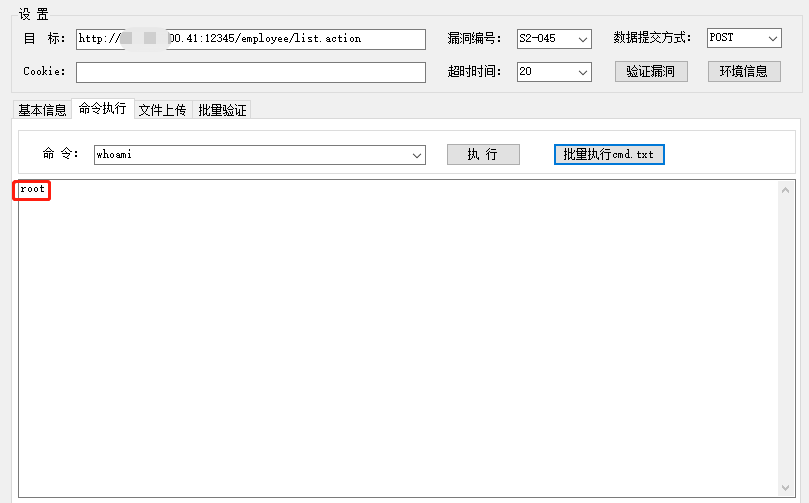 设 置
目 标: http:// 00.41:12345/employee/list.action 漏洞编号: S2-045 数据提交方式: POST
Cookie: 超时时间: 20 验证漏洞 环境信息
基本信息 命令执行 文件上传 批量验证
命 令: whoami 执 行 批量执行cmd.txt
root